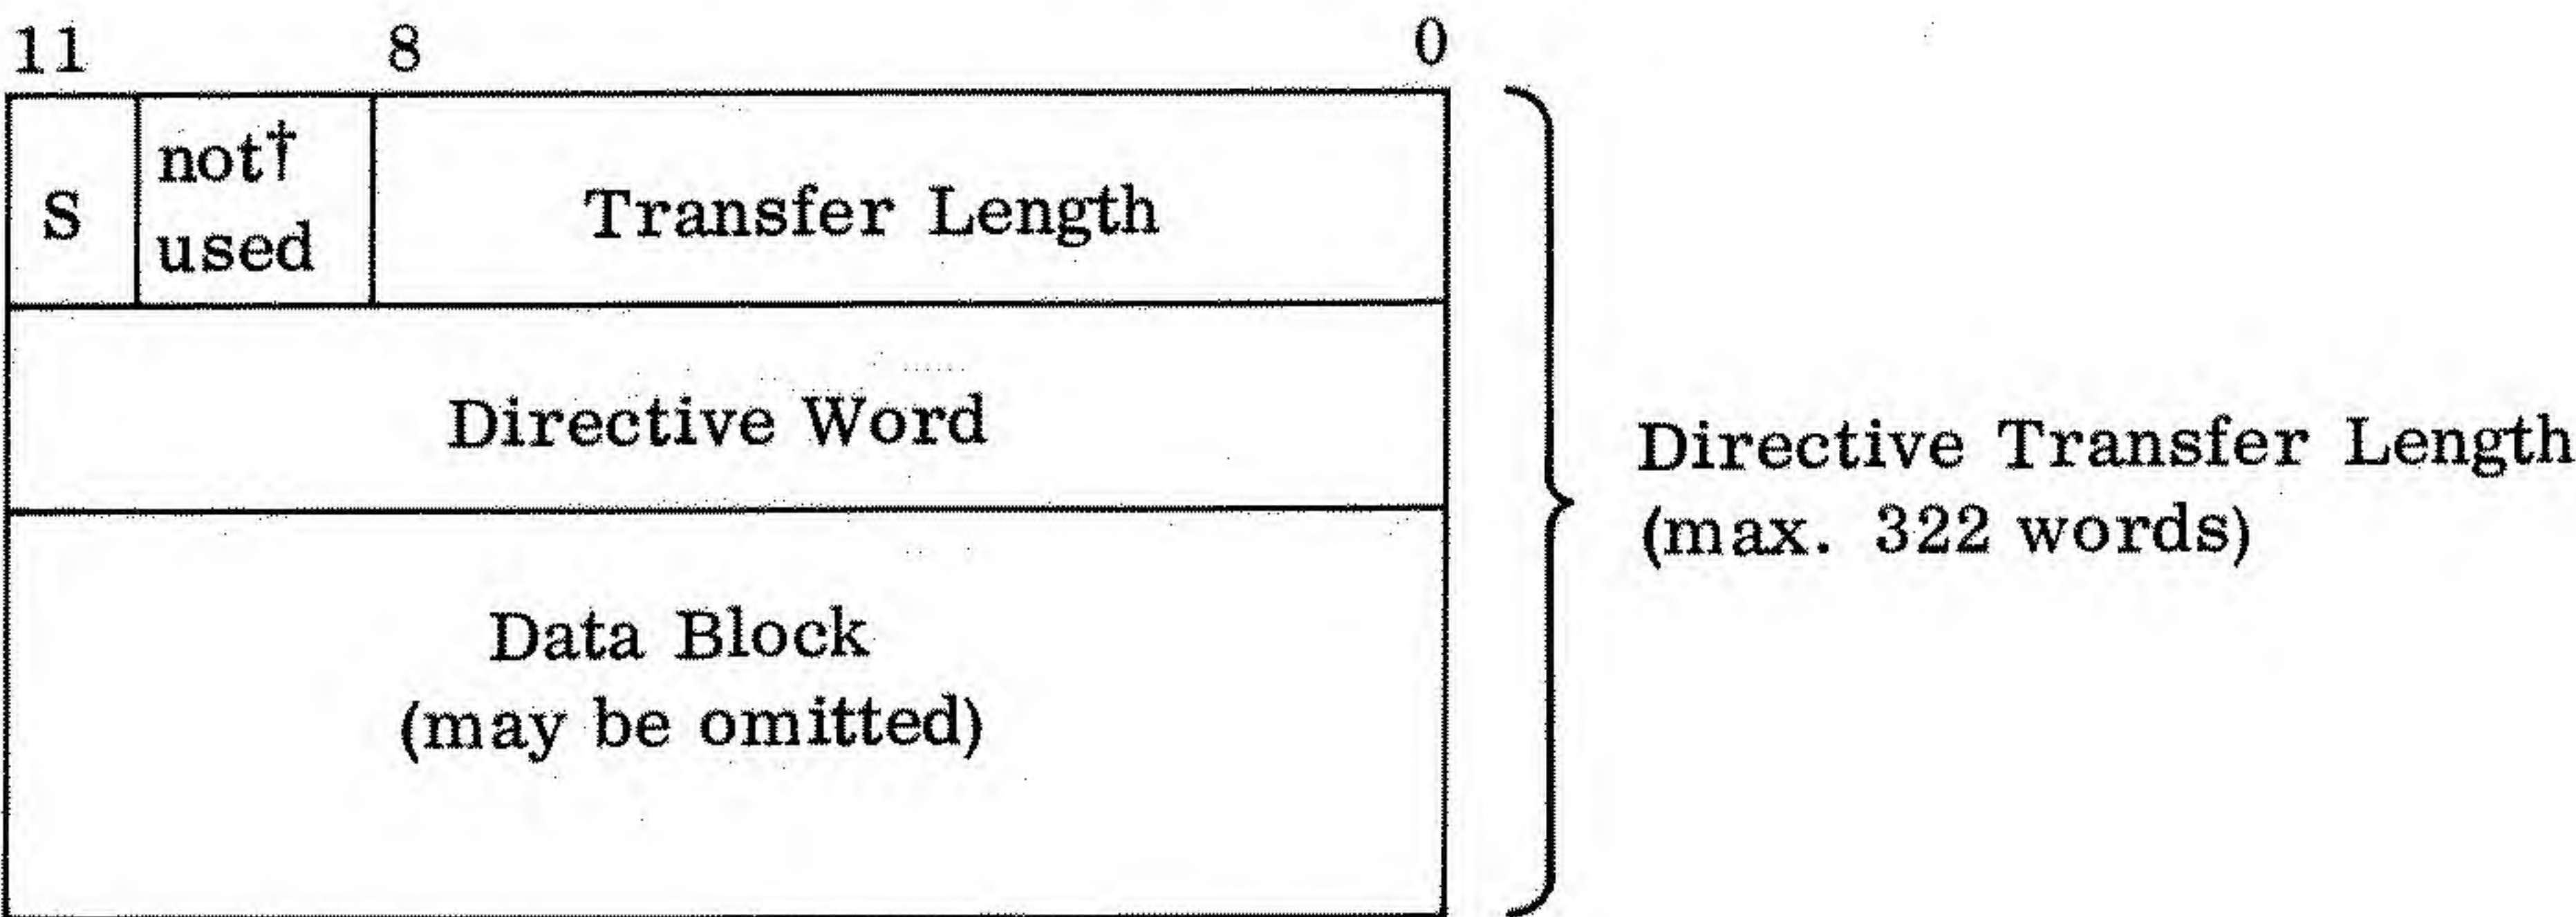 11 8 0
not†
used
S
Transfer Length
Directive Word
Data Block
(may be omitted)
Directive Transfer Length
(max. 322 words)